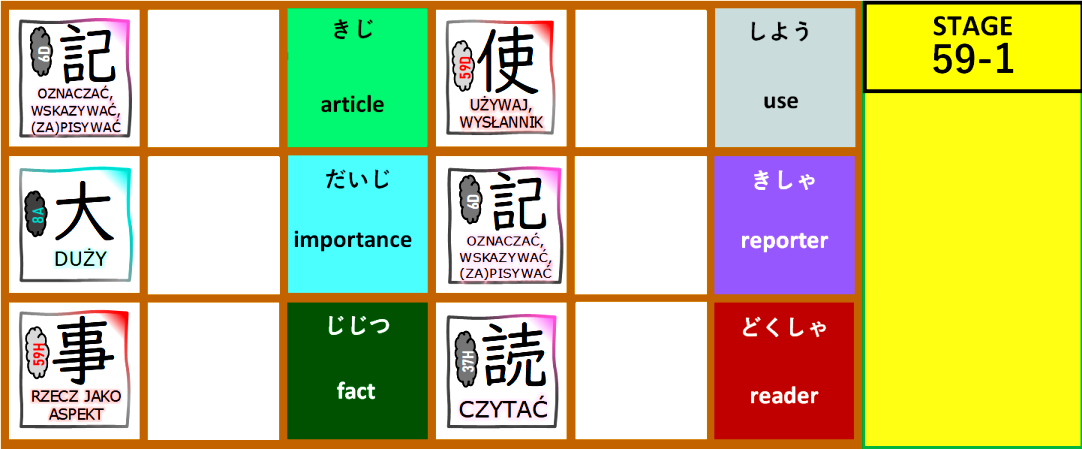 6D
記
OZNACZAĆ,
WSKAZYWAĆ,
(ZA)PISYWAĆ
きじ
article
59D
使
UŻYWAJ,
WYSŁANNIK
しよう
use
STAGE
59-1
8A
大
DUŻY
だいじ
importance
6D
記
OZNACZAĆ,
WSKAZYWAĆ,
(ZA)PISYWAĆ
きしゃ
reporter
59H
事
RZECZ JAKO
ASPEKT
じじつ
fact
37H
読
CZYTAĆ
どくしゃ
reader